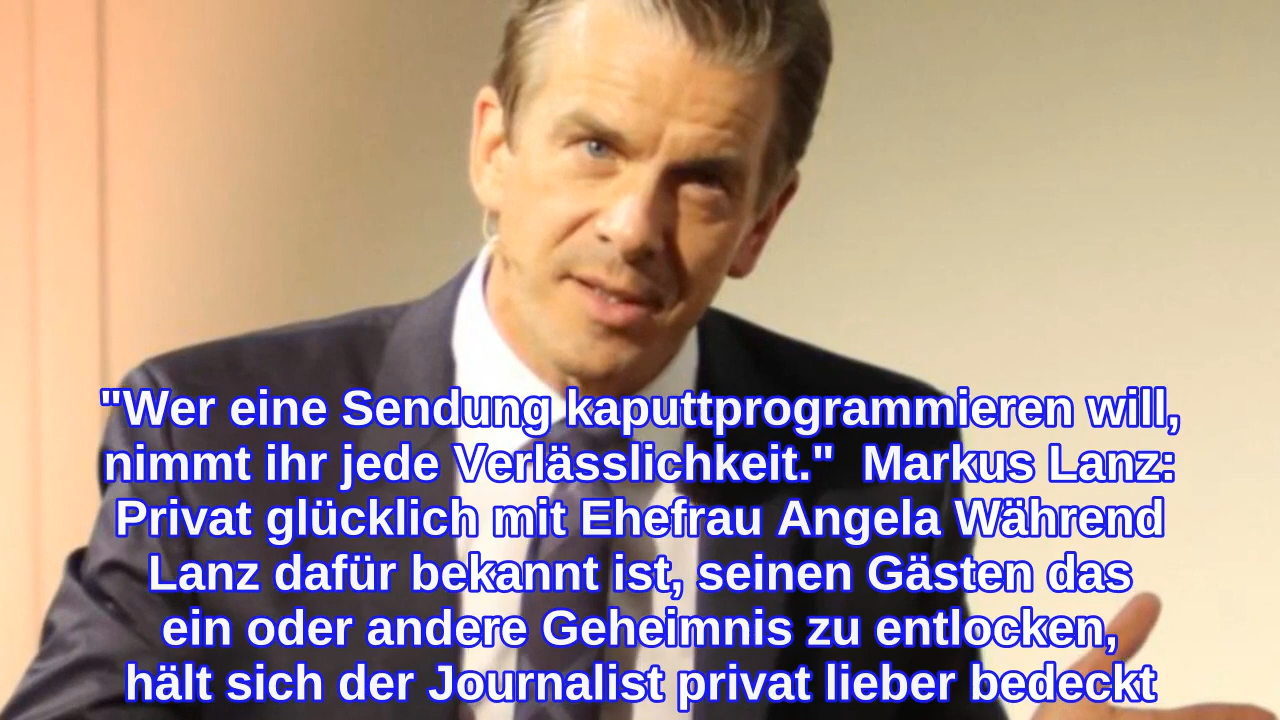 "Wer eine Sendung kaputtprogrammieren will,
nimmt ihr jede Verlässlichkeit."  Markus Lanz:
Privat glücklich mit Ehefrau Angela Während
Lanz dafür bekannt ist, seinen Gästen das
ein oder andere Geheimnis zu entlocken,
hält sich der Journalist privat lieber bedeckt